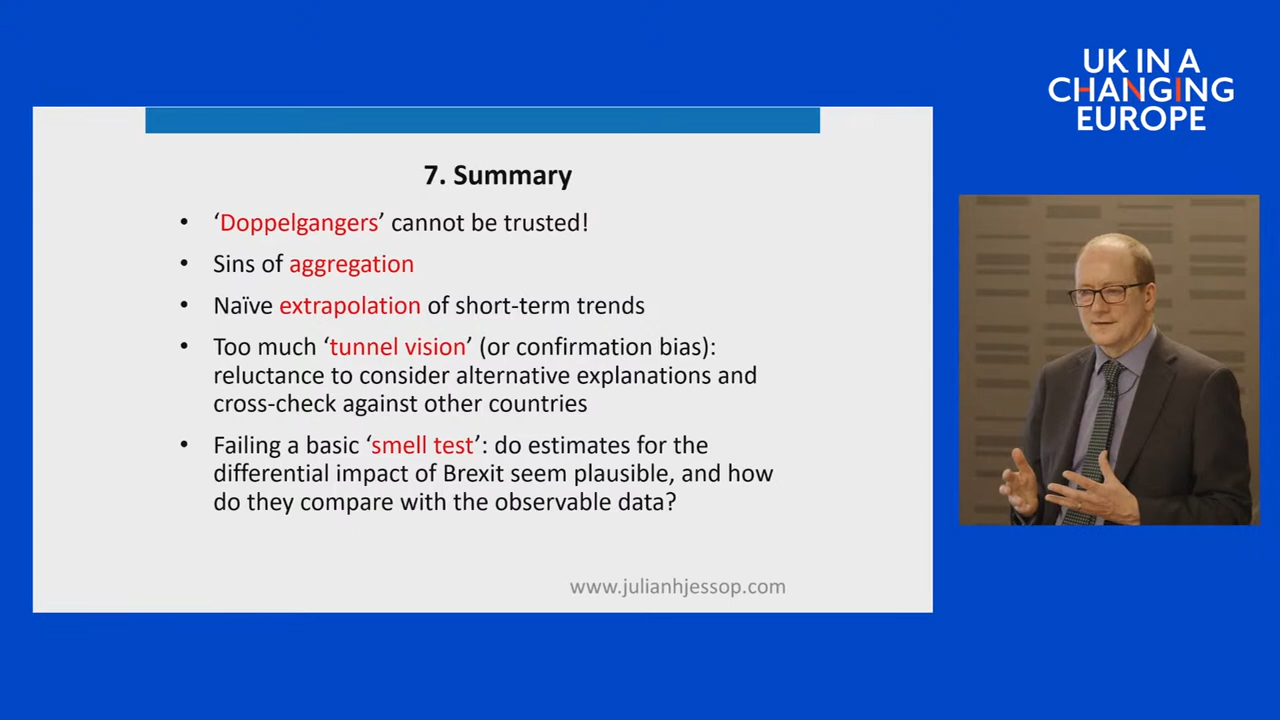 UK IN A
CHANGING
EUROPE
7. Summary
• ‘Doppelgangers’ cannot be trusted!
• Sins of aggregation
• Naïve extrapolation of short-term trends
• Too much ‘tunnel vision’ (or confirmation bias):
reluctance to consider alternative explanations and
cross-check against other countries
• Failing a basic ‘smell test’: do estimates for the
differential impact of Brexit seem plausible, and how
do they compare with the observable data?
www.julianhjessop.com